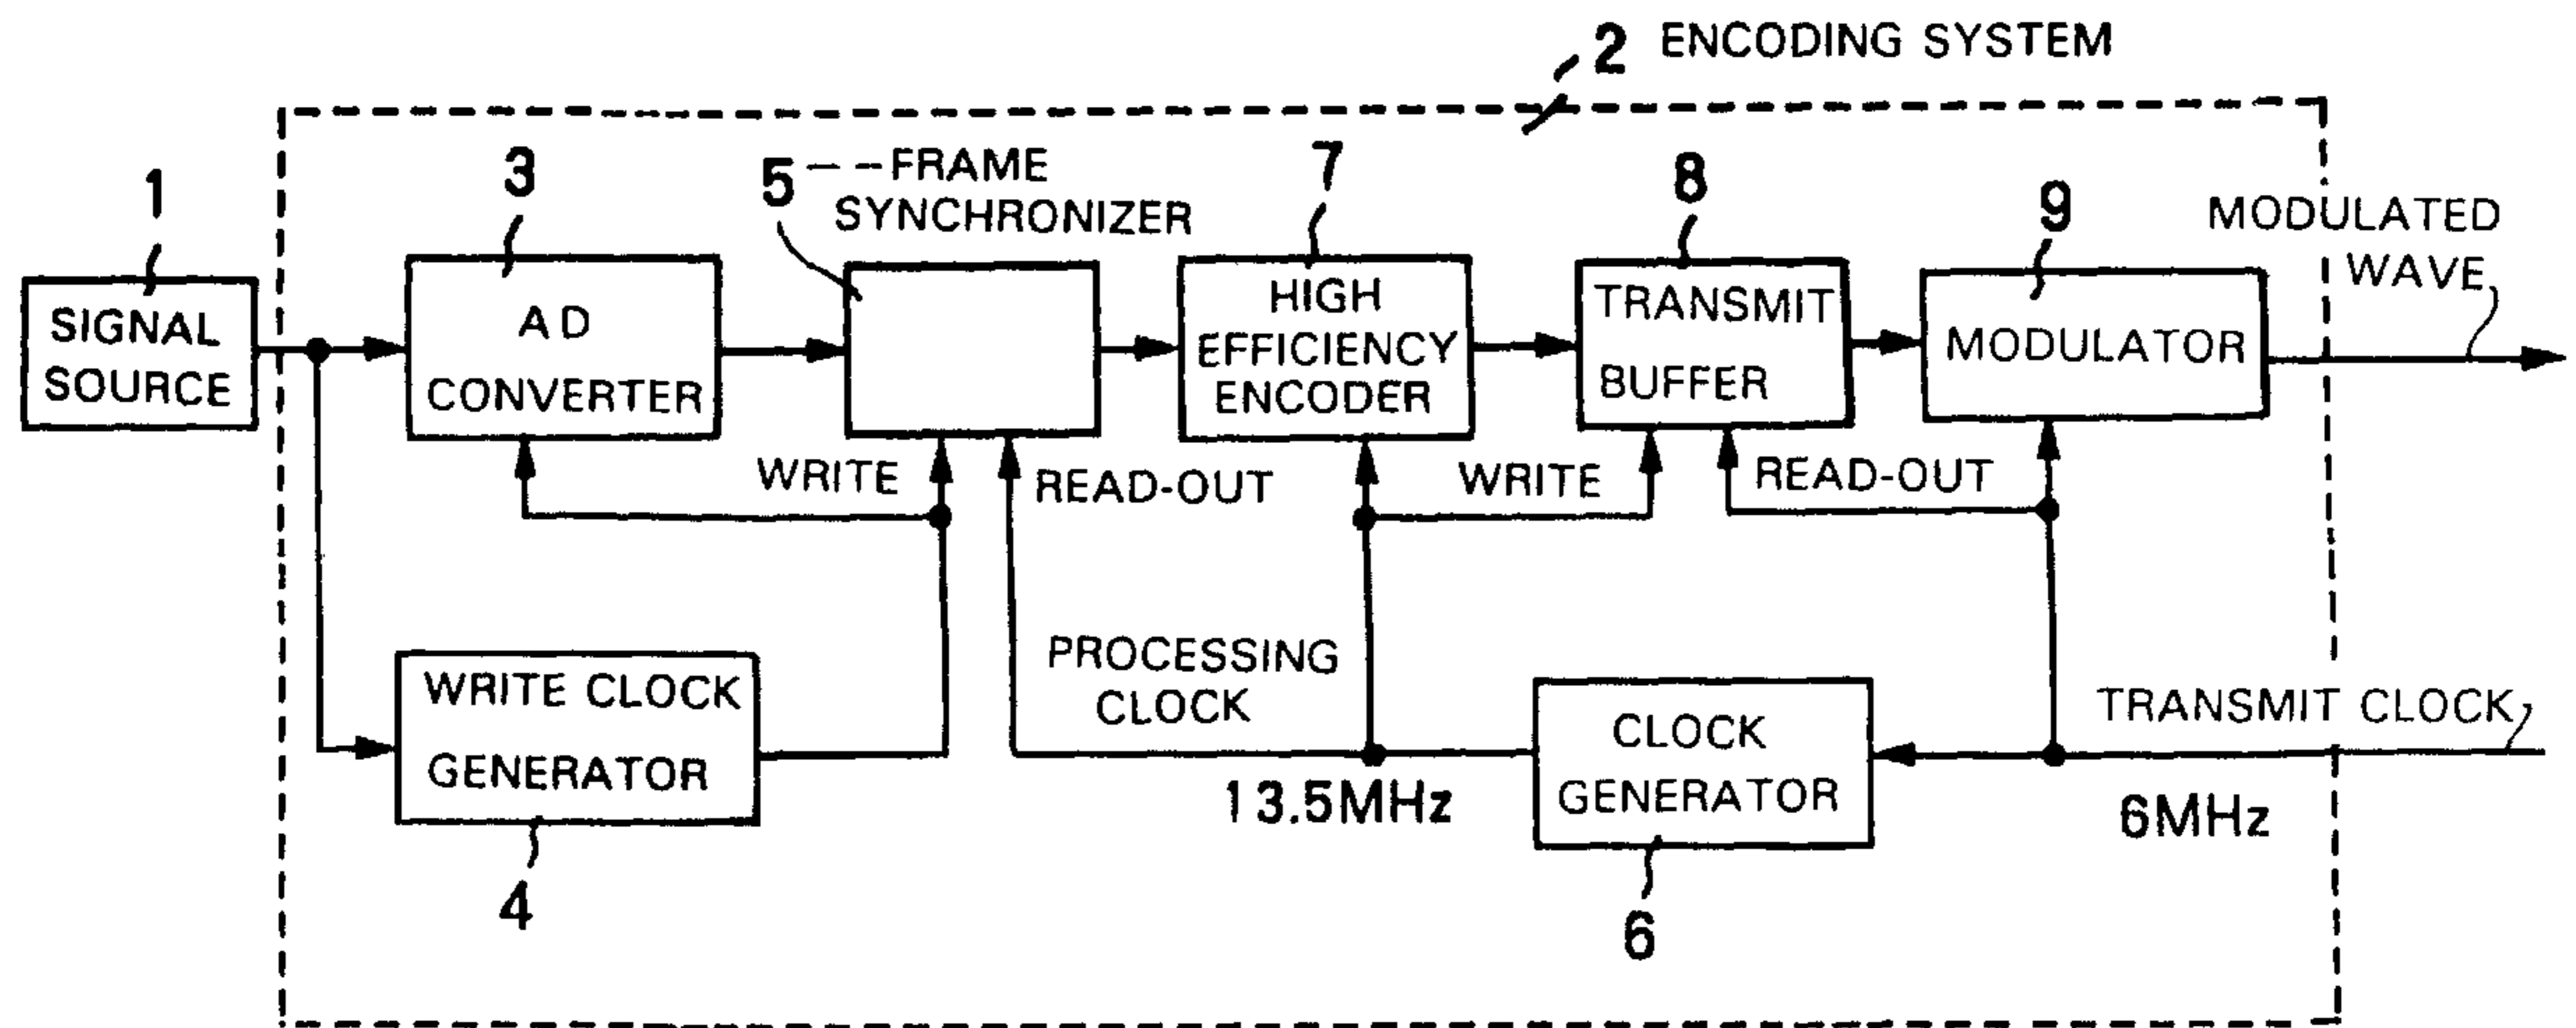 2 ENCODING SYSTEM
1
SIGNAL
SOURCE
3
AD
CONVERTER
5 FRAME
SYNCHRONIZER
7
HIGH
EFFICIENCY
ENCODER
8
TRANSMIT
BUFFER
9
MODULATOR
MODULATED
WAVE
WRITE
READ-OUT
WRITE
READ-OUT
WRITE CLOCK
GENERATOR
4
PROCESSING
CLOCK
13.5MHz
CLOCK
GENERATOR
6
TRANSMIT CLOCK
6MHz